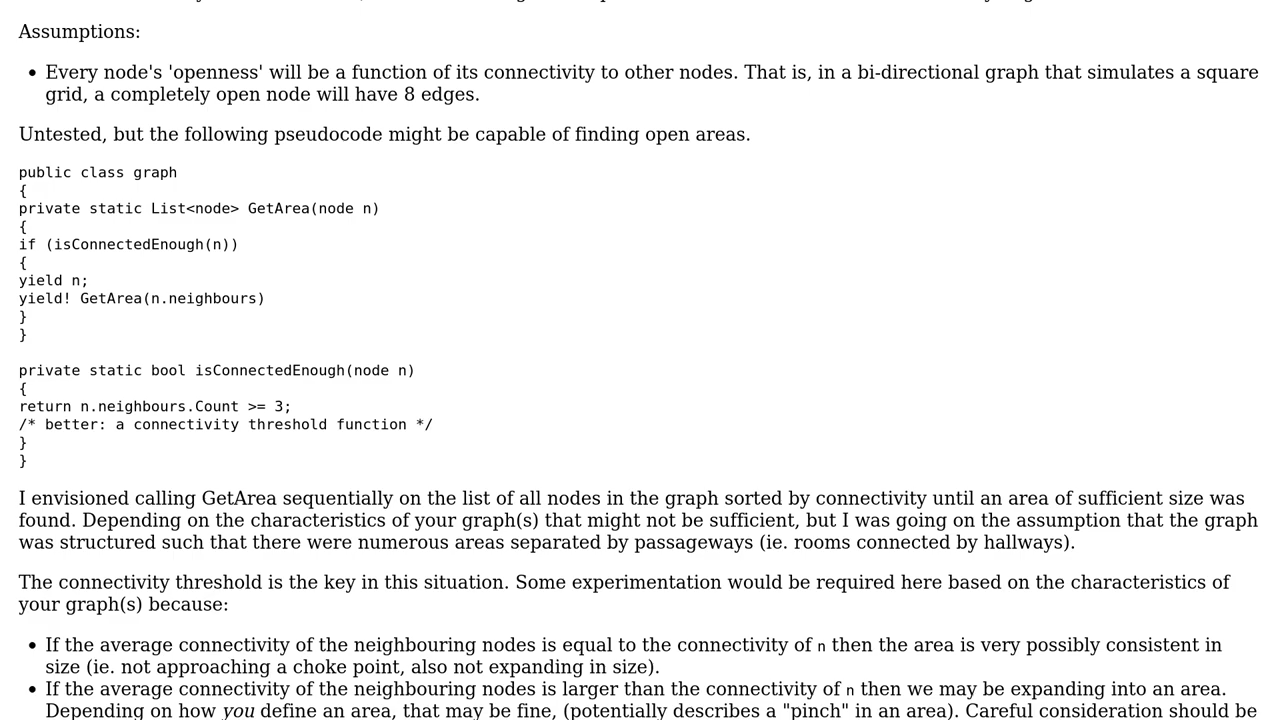 Assumptions:
• Every node's 'openness' will be a function of its connectivity to other nodes. That is, in a bi-directional graph that simulates a square
grid, a completely open node will have 8 edges.
Untested, but the following pseudocode might be capable of finding open areas.
public class graph
{
private static List<node> GetArea(node n)
{
if (isConnectedEnough(n))
{
yield n;
yield! GetArea(n.neighbours)
}
}
private static bool isConnectedEnough(node n)
{
return n.neighbours.Count >= 3;
/* better: a connectivity threshold function */
}
}
I envisioned calling GetArea sequentially on the list of all nodes in the graph sorted by connectivity until an area of sufficient size was
found. Depending on the characteristics of your graph(s) that might not be sufficient, but I was going on the assumption that the graph
was structured such that there were numerous areas separated by passageways (ie. rooms connected by hallways).
The connectivity threshold is the key in this situation. Some experimentation would be required here based on the characteristics of
your graph(s) because:
• If the average connectivity of the neighbouring nodes is equal to the connectivity of n then the area is very possibly consistent in
size (ie. not approaching a choke point, also not expanding in size).
• If the average connectivity of the neighbouring nodes is larger than the connectivity of n then we may be expanding into an area.
Depending on how you define an area, that may be fine, (potentially describes a "pinch" in an area). Careful consideration should be